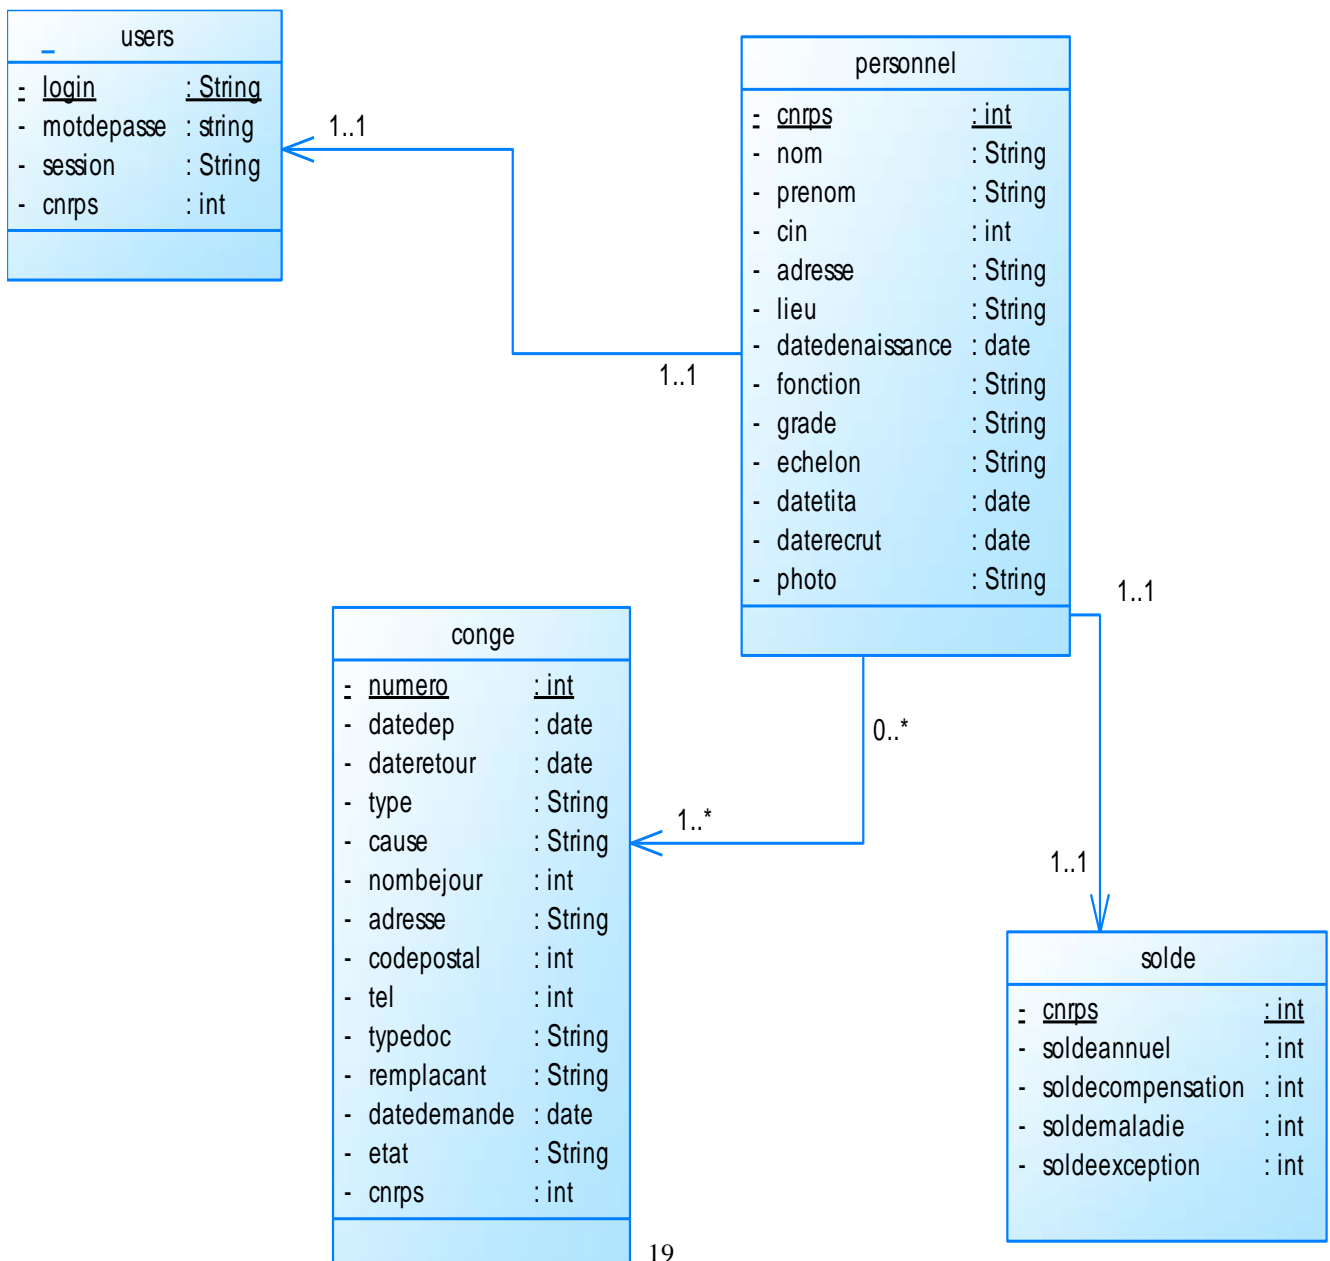 users
- login : String
- motdepasse : string
- session : String
- cnrps : int
1..1
1..1
personnel
- cnrps : int
- nom : String
- prenom : String
- cin : int
- adresse : String
- lieu : String
- datedenaissance : date
- fonction : String
- grade : String
- echelon : String
- datetita : date
- daterecrut : date
- photo : String
1..1
0..*
1..*
1..1
conge
- numero : int
- datedep : date
- dateretour : date
- type : String
- cause : String
- nombejour : int
- adresse : String
- codepostal : int
- tel : int
- typedoc : String
- remplacant : String
- datedemande : date
- etat : String
- cnrps : int
solde
- cnrps : int
- soldeannuel : int
- soldecompensation : int
- soldemaladie : int
- soldeexception : int
19